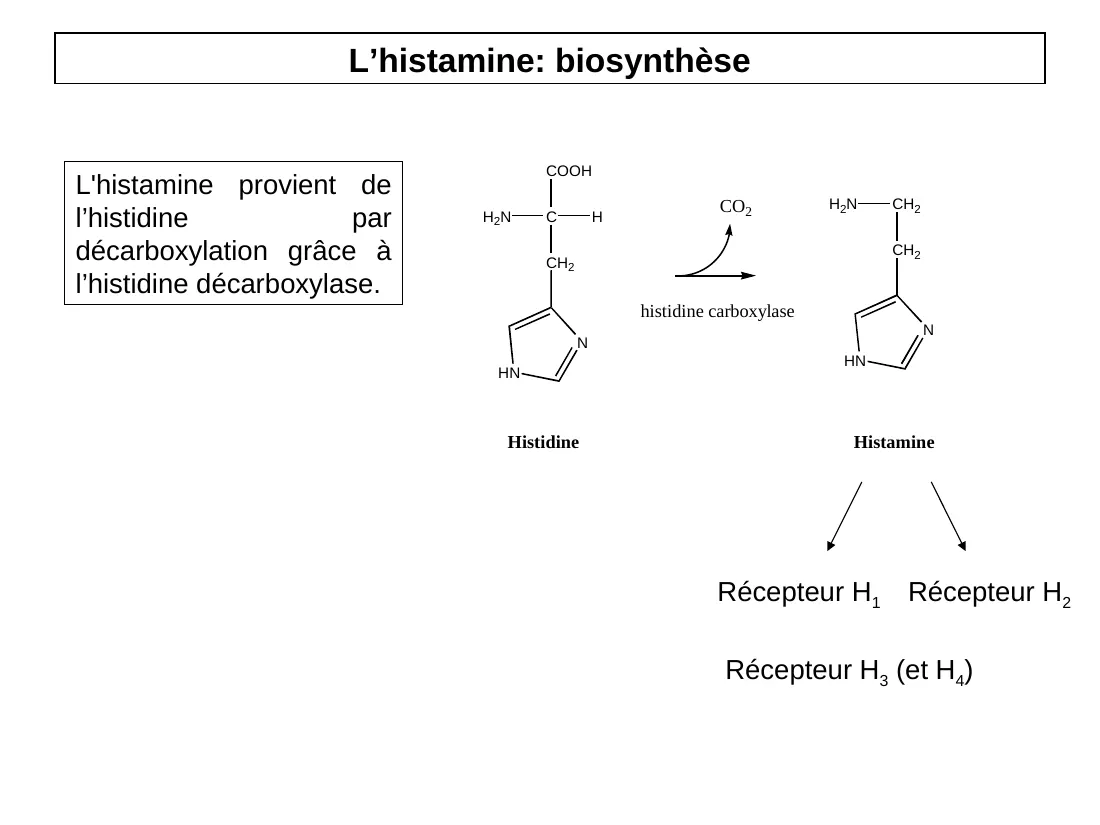 L’histamine: biosynthèse
L'histamine provient de
l’histidine par
décarboxylation grâce à
l’histidine décarboxylase.
COOH
H2N C H
CH2
N
HN
Histidine
CO2
histidine carboxylase
H2N CH2
CH2
N
HN
Histamine
Récepteur H1 Récepteur H2
Récepteur H3 (et H4)